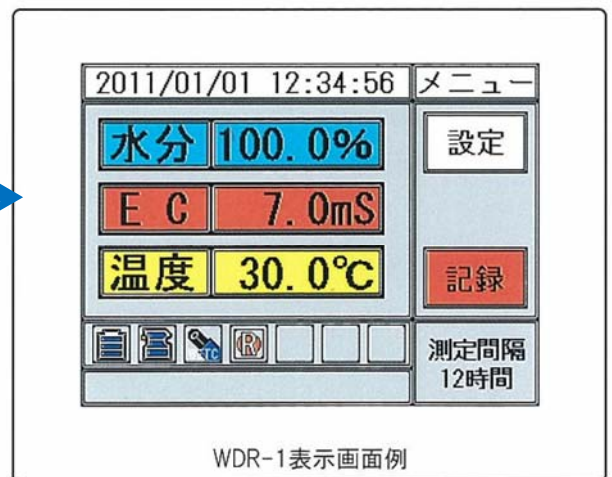 2011/01/01 12:34:56 メニュー
水分 100.0% 設定
EC 7.0mS
温度 30.0℃ 記録
ETC R 測定間隔
12時間
WDR-1表示画面例